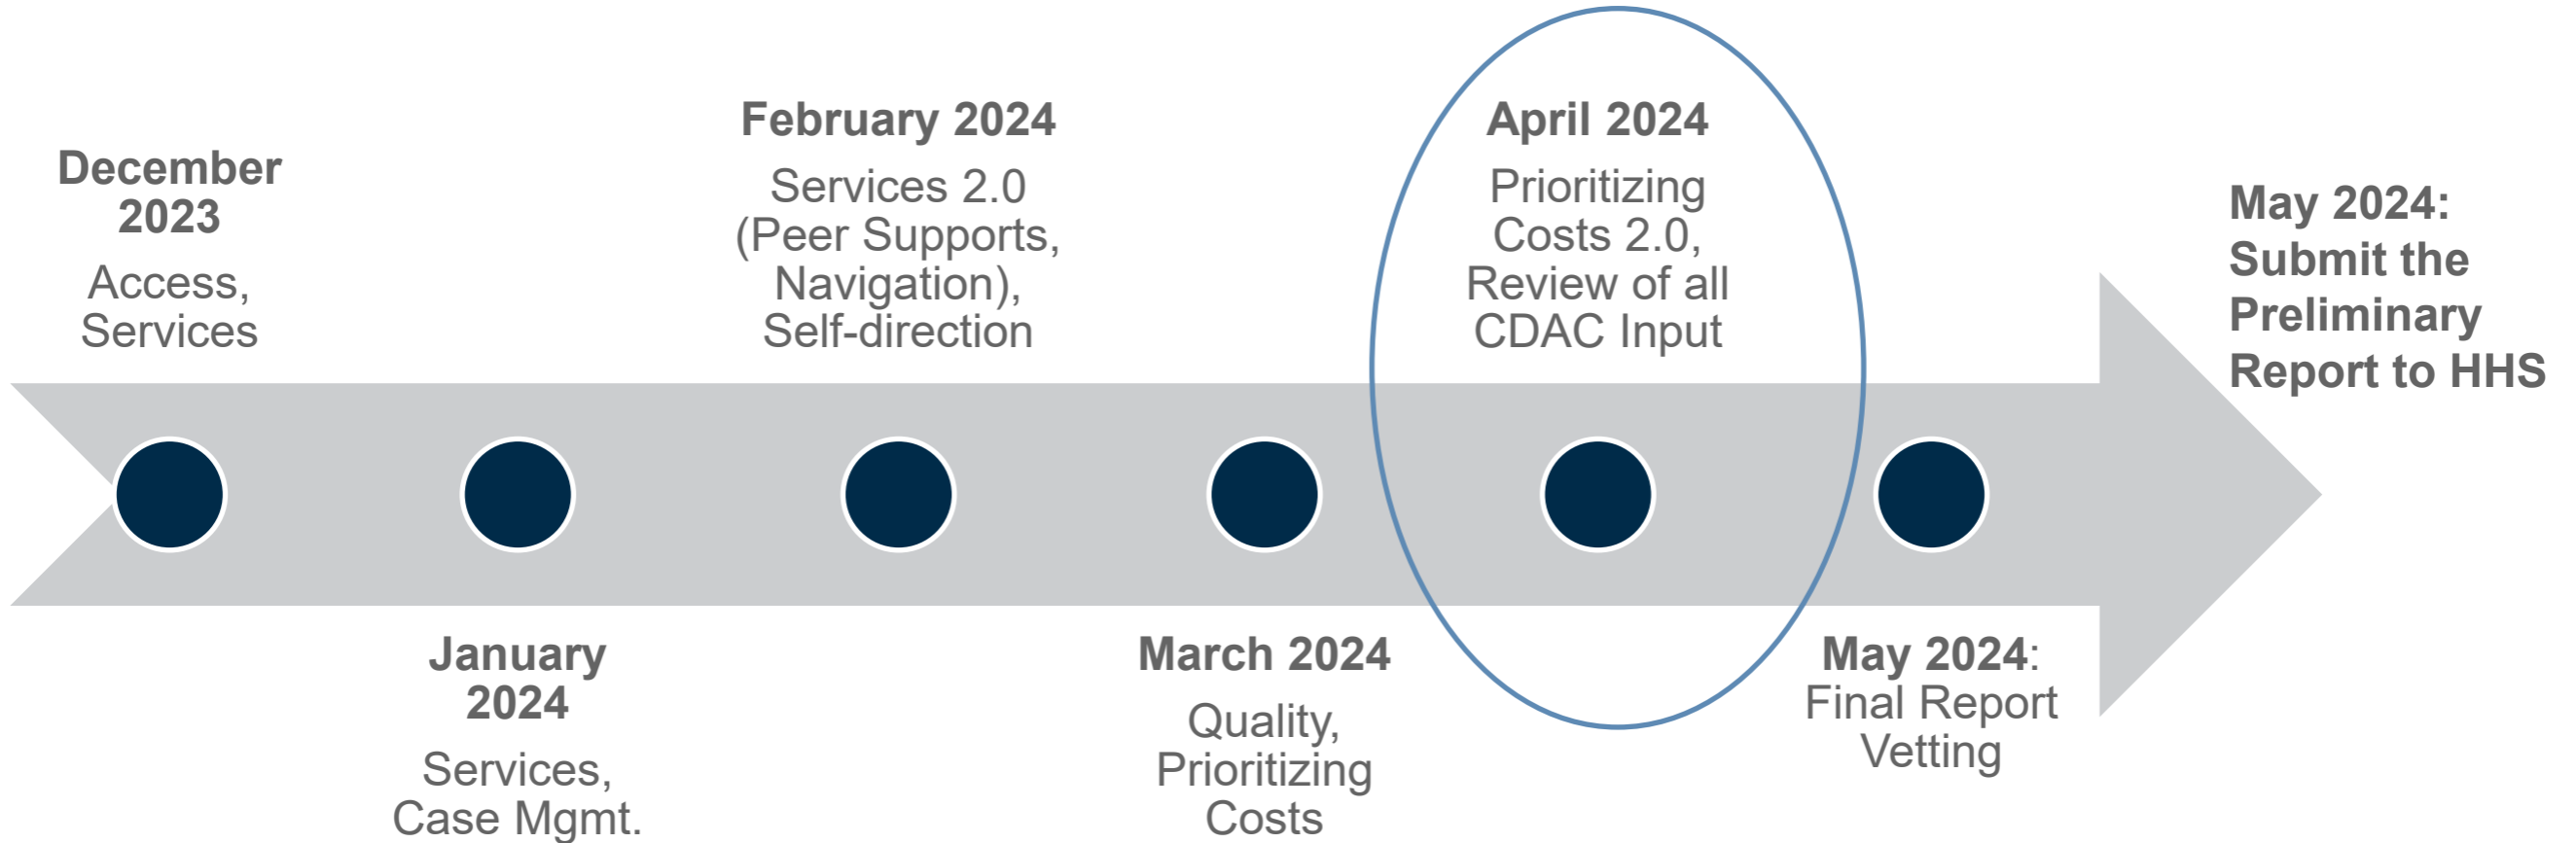 December
2023
Access,
Services
January
2024
Services,
Case Mgmt.
February 2024
Services 2.0
(Peer Supports,
Navigation),
Self-direction
March 2024
Quality,
Prioritizing
Costs
April 2024
Prioritizing
Costs 2.0,
Review of all
CDAC Input
May 2024:
Final Report
Vetting
May 2024:
Submit the
Preliminary
Report to HHS